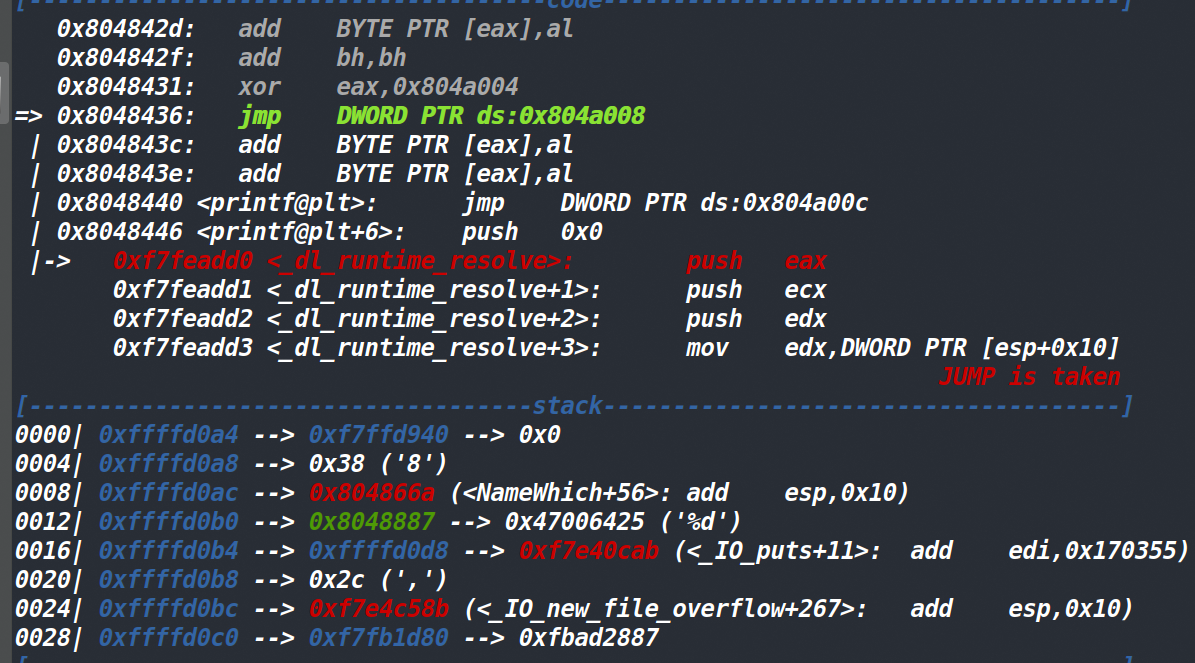 [-------------------------------------code-------------------------------------]
0x804842d: add BYTE PTR [eax],al
0x804842f: add bh,bh
0x8048431: xor eax,0x804a004
=> 0x8048436: jmp DWORD PTR ds:0x804a008
| 0x804843c: add BYTE PTR [eax],al
| 0x804843e: add BYTE PTR [eax],al
| 0x8048440 <printf@plt>: jmp DWORD PTR ds:0x804a00c
| 0x8048446 <printf@plt+6>: push 0x0
|-> 0xf7feadd0 <_dl_runtime_resolve>: push eax
0xf7feadd1 <_dl_runtime_resolve+1>: push ecx
0xf7feadd2 <_dl_runtime_resolve+2>: push edx
0xf7feadd3 <_dl_runtime_resolve+3>: mov edx,DWORD PTR [esp+0x10]
JUMP is taken
[------------------------------------stack-------------------------------------]
0000| 0xffffd0a4 --> 0xf7ffd940 --> 0x0
0004| 0xffffd0a8 --> 0x38 ('8')
0008| 0xffffd0ac --> 0x804866a (<NameWhich+56>: add esp,0x10)
0012| 0xffffd0b0 --> 0x8048887 --> 0x47006425 ('%d')
0016| 0xffffd0b4 --> 0xffffd0d8 --> 0xf7e40cab (<_IO_puts+11>: add edi,0x170355)
0020| 0xffffd0b8 --> 0x2c (',')
0024| 0xffffd0bc --> 0xf7e4c58b (<_IO_new_file_overflow+267>: add esp,0x10)
0028| 0xffffd0c0 --> 0xf7fb1d80 --> 0xfbad2887